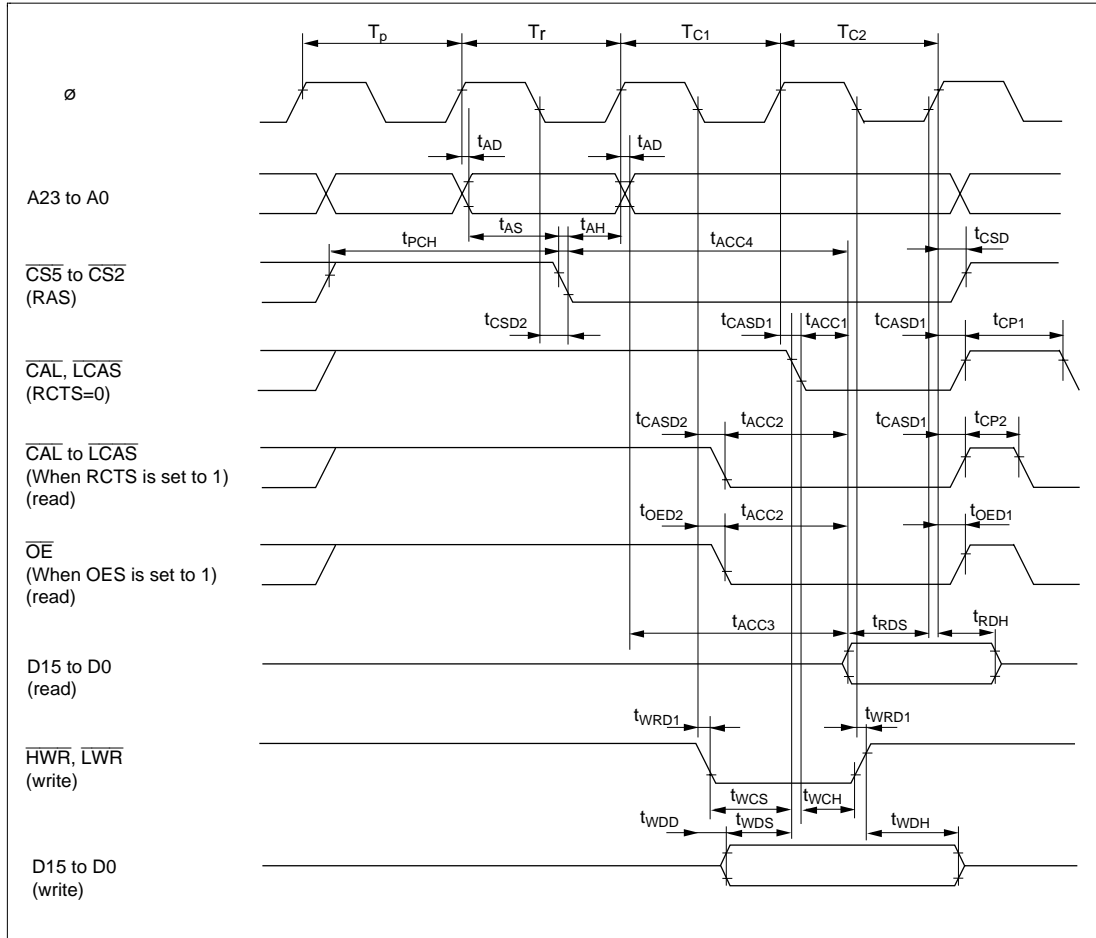 Tp Tr TC1 TC2
ø
tAD tAD
A23 to A0
tAS tAH
tPCH tACC4 tCSD
CS5 to CS2
(RAS)
tCSD2 tCASD1 tACC1 tCASD1 tCP1
CAL, LCAS
(RCTS=0)
tCASD2 tACC2 tCASD1 tCP2
CAL to LCAS
(When RCTS is set to 1)
(read)
tOED2 tACC2 tOED1
OE
(When OES is set to 1)
(read)
tACC3 tRDS tRDH
D15 to D0
(read)
tWRD1 tWRD1
HWR, LWR
(write)
tWCS tWCH
tWDD tWDS tWDH
D15 to D0
(write)